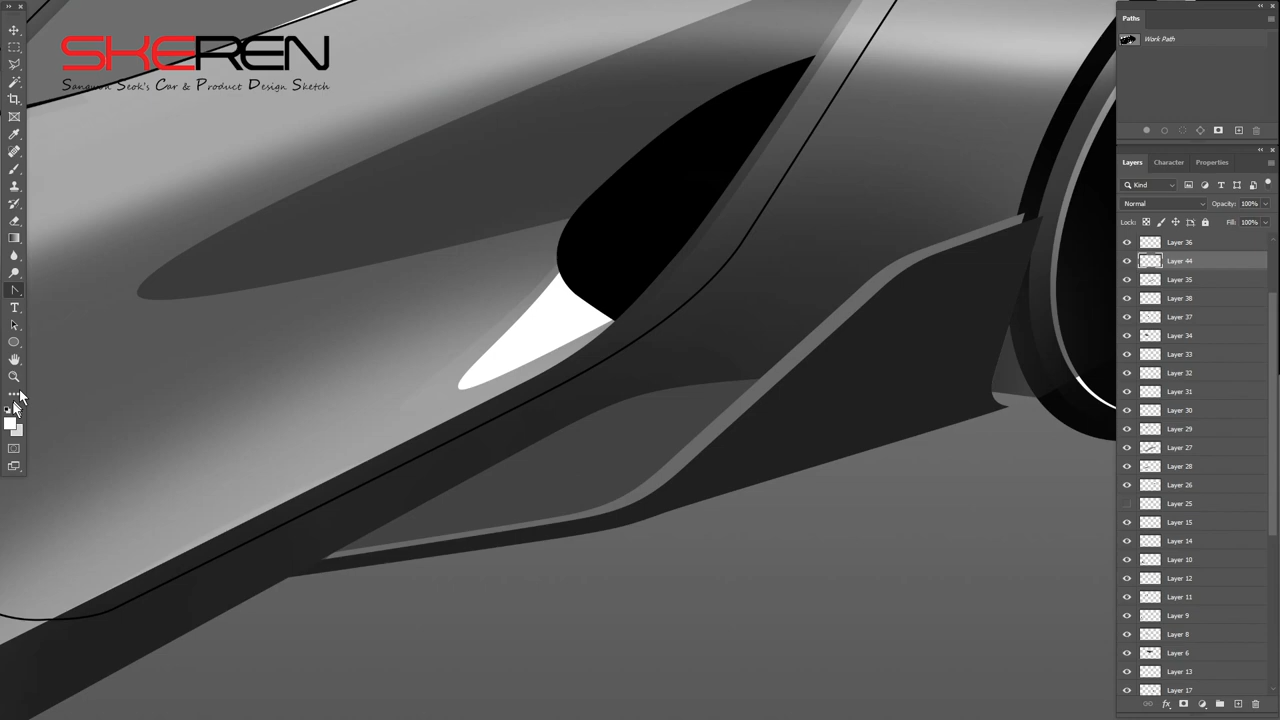 SKEREN
Sangwon Seok's Car & Product Design Sketch
Paths
Work Path
Layers Character Properties
Kind
Normal Opacity: 100%
Lock: Fill: 100%
Layer 36
Layer 44
Layer 35
Layer 38
Layer 37
Layer 34
Layer 33
Layer 32
Layer 31
Layer 30
Layer 29
Layer 27
Layer 28
Layer 26
Layer 25
Layer 15
Layer 14
Layer 10
Layer 12
Layer 11
Layer 9
Layer 8
Layer 6
Layer 13
Layer 17